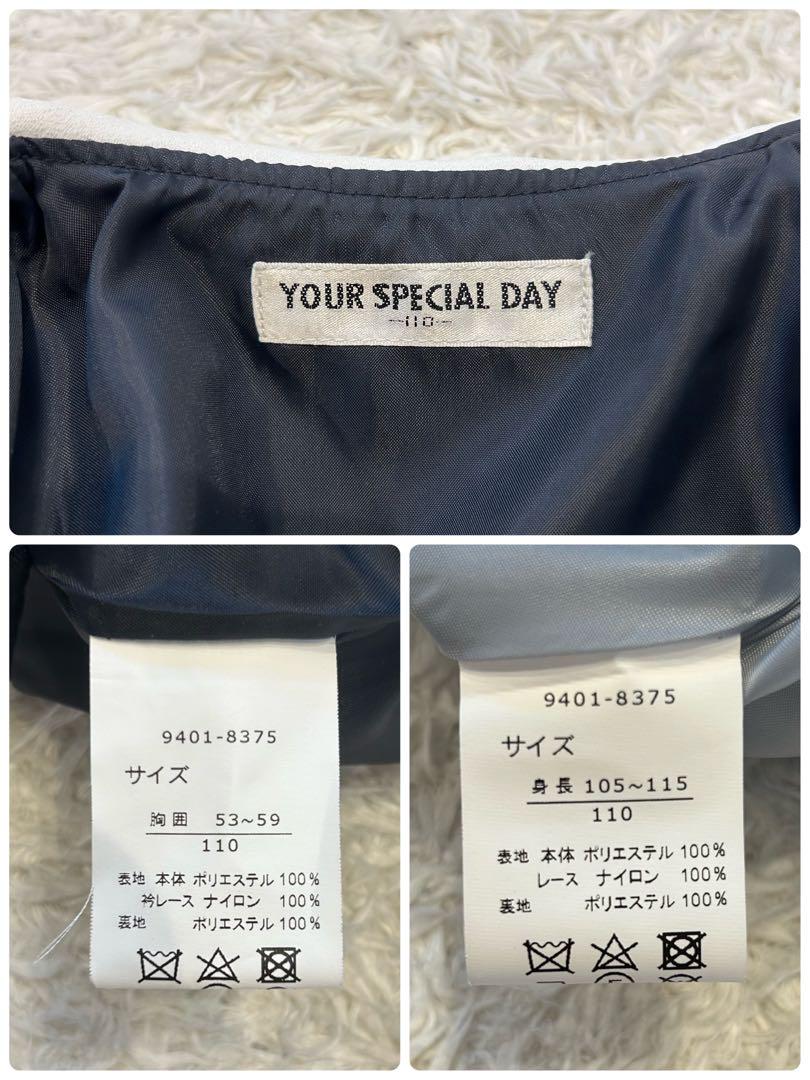 YOUR SPECIAL DAY
-110-
9401-8375
サイズ
胸囲 53~59
110
表地 本体 ポリエステル 100%
衿レース ナイロン 100%
裏地 ポリエステル 100%
9401-8375
サイズ
身長 105~115
110
表地 本体 ポリエステル 100%
レース ナイロン 100%
裏地 ポリエステル 100%